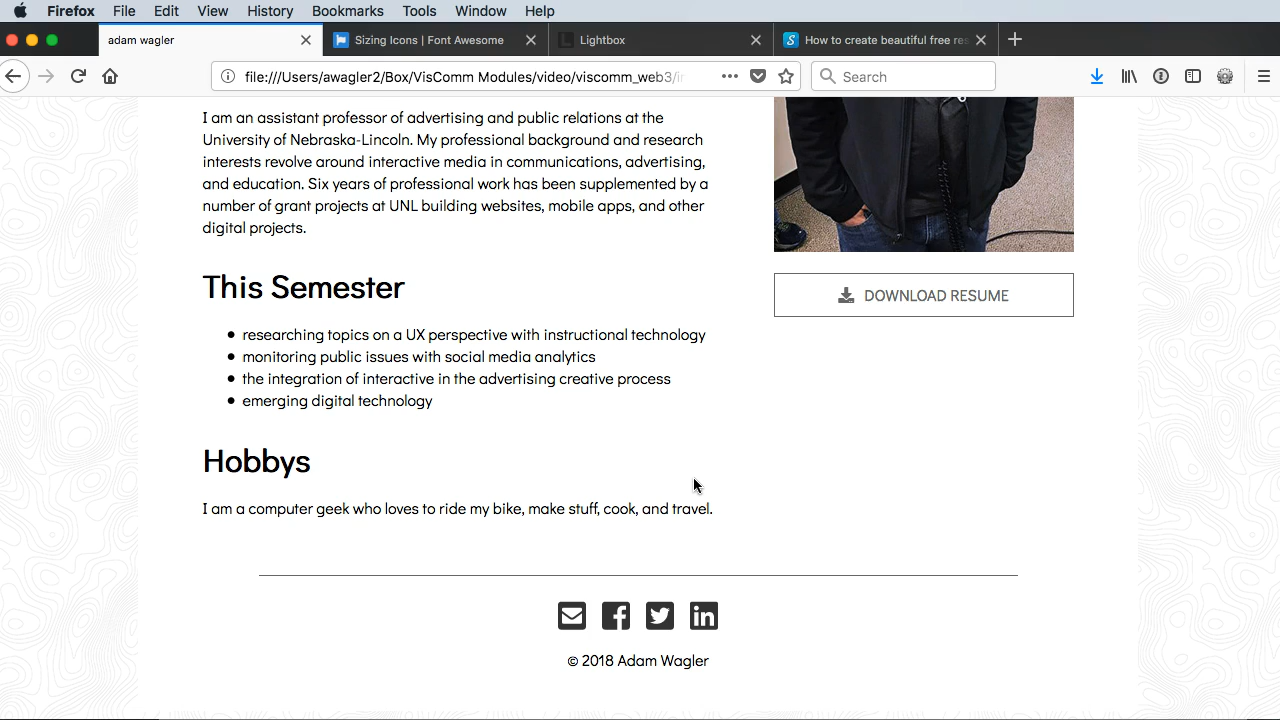 Firefox File Edit View History Bookmarks Tools Window Help
adam wagler
Sizing Icons | Font Awesome
Lightbox
How to create beautiful free res
file:///Users/awagler2/Box/VisComm Modules/video/viscomm_web3/in
Search
I am an assistant professor of advertising and public relations at the
University of Nebraska-Lincoln. My professional background and research
interests revolve around interactive media in communications, advertising,
and education. Six years of professional work has been supplemented by a
number of grant projects at UNL building websites, mobile apps, and other
digital projects.
DOWNLOAD RESUME
This Semester
researching topics on a UX perspective with instructional technology
monitoring public issues with social media analytics
the integration of interactive in the advertising creative process
emerging digital technology
Hobbys
I am a computer geek who loves to ride my bike, make stuff, cook, and travel.
© 2018 Adam Wagler